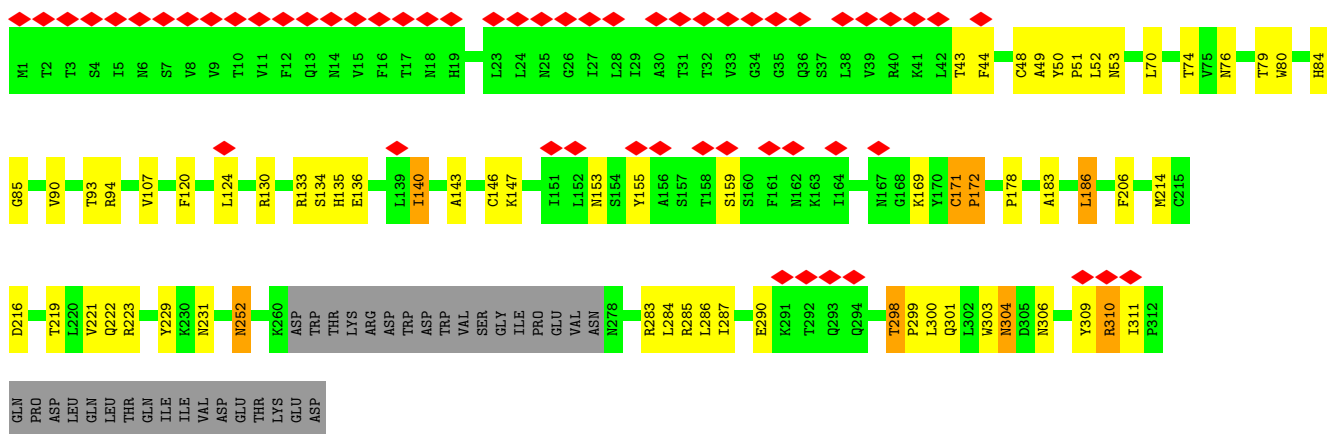 M1 T2 T3 S4 I5 N6 S7 V8 V9 T10 V11 F12 Q13 N14 V15 F16 T17 N18 H19 L23 L24 N25 G26 I27 L28 I29 A30 T31 T32 V33 G34 G35 Q36 S37 L38 V39 R40 K41 L42 T43 F44 C48 A49 Y50 P51 L52 N53 L70 T74 V75 N76 T79 W80 H84
G85 V90 T93 R94 V107 F120 L124 R130 R133 S134 H135 E136 L139 I140 A143 C146 K147 I151 L152 N153 S154 Y155 A156 S157 T158 S159 S160 F161 N162 K163 I164 N167 G168 K169 Y170 C171 P172 P178 A183 L186 F206 M214 C215
D216 T219 L220 V221 Q222 R223 Y229 K230 N231 N252 K260 ASP TRP THR LYS ARG ASP TRP ASP TRP VAL SER GLY ILE PRO GLU VAL ASN N278 R283 L284 R285 L286 I287 E290 K291 T292 Q293 Q294 T298 P299 L300 Q301 L302 W303 N304 D305 N306 Y309 R310 I311 P312
GLN PRO ASP LEU GLN LEU THR GLN ILE ILE VAL ASP GLU THR LYS GLU ASP